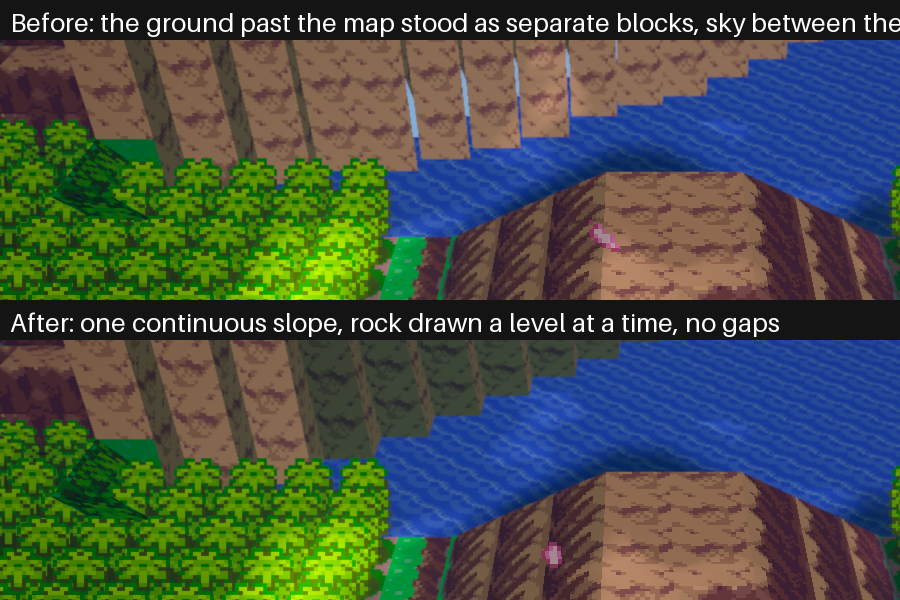 Before: the ground past the map stood as separate blocks, sky between the
After: one continuous slope, rock drawn a level at a time, no gaps